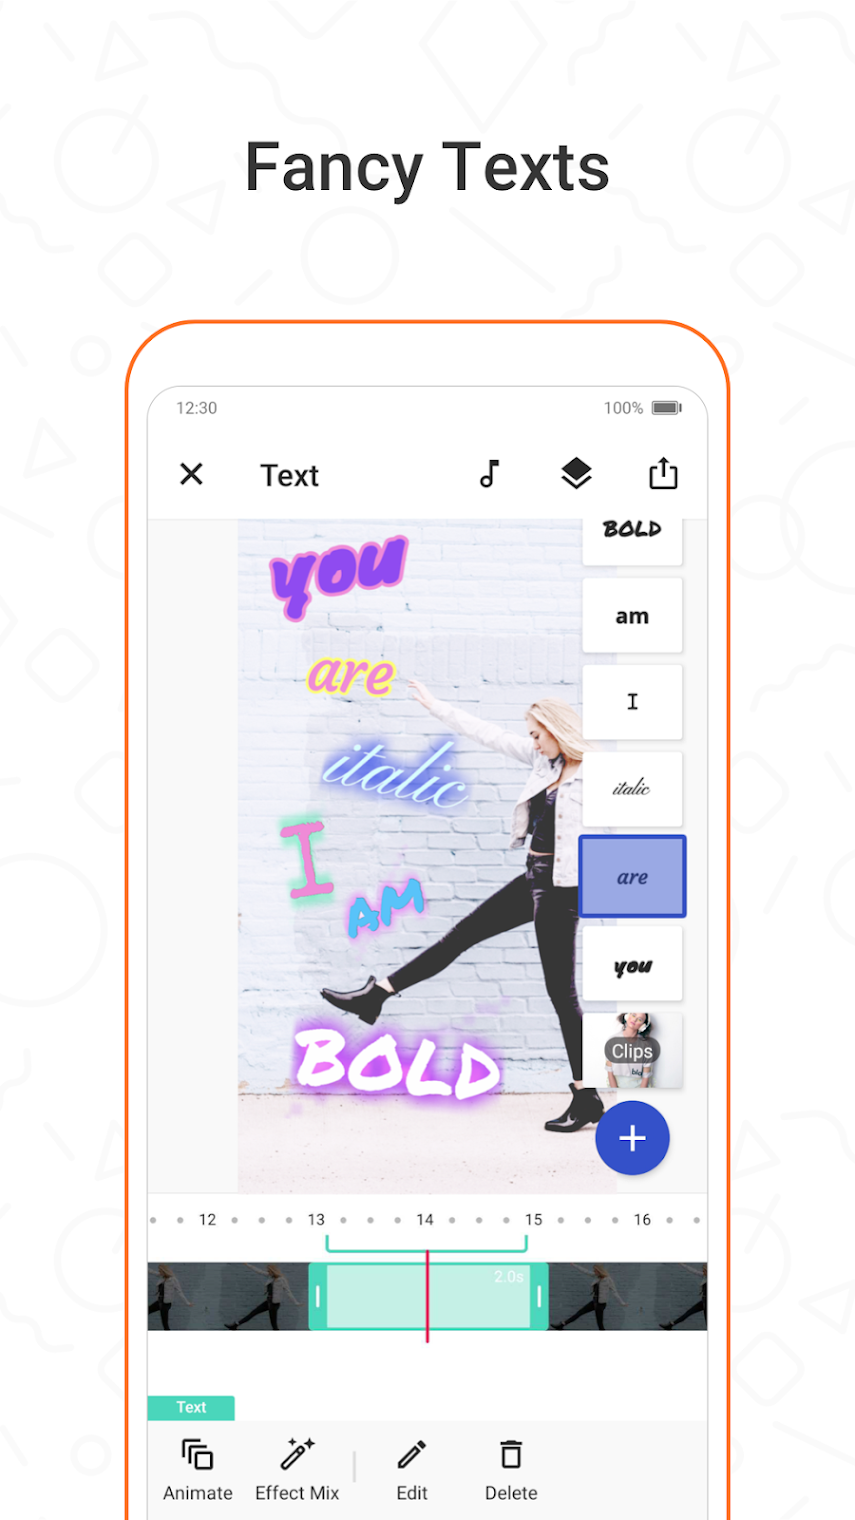 Fancy Texts
12:30 100%
Text
BOLD
you
am
are
I
italic
italic
I
are
AM
you
BOLD
Clips
12 13 14 15 16
2.0s
Text
Animate Effect Mix Edit Delete